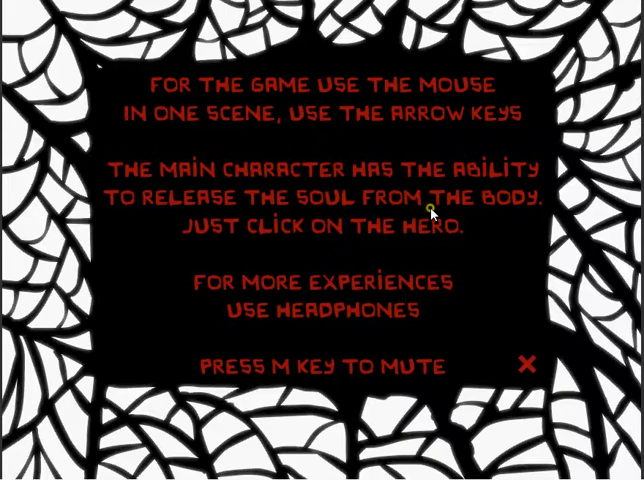 FOR THE GAME USE THE MOUSE
IN ONE SCENE, USE THE ARROW KEYS
THE MAIN CHARACTER HAS THE ABILITY
TO RELEASE THE SOUL FROM THE BODY.
JUST CLICK ON THE HERO.
FOR MORE EXPERIENCES
USE HEADPHONES
PRESS M KEY TO MUTE